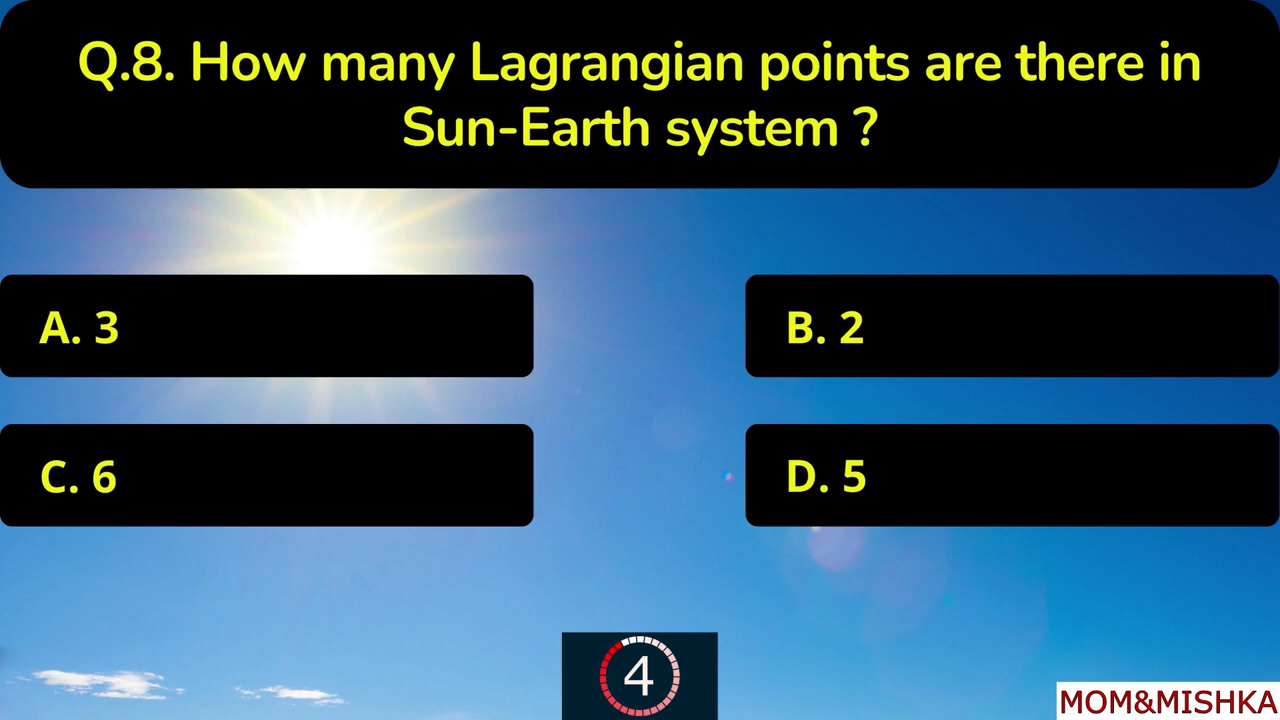 Q.8. How many Lagrangian points are there in
Sun-Earth system ?
A. 3
B. 2
C. 6
D. 5
4
MOM&MISHKA